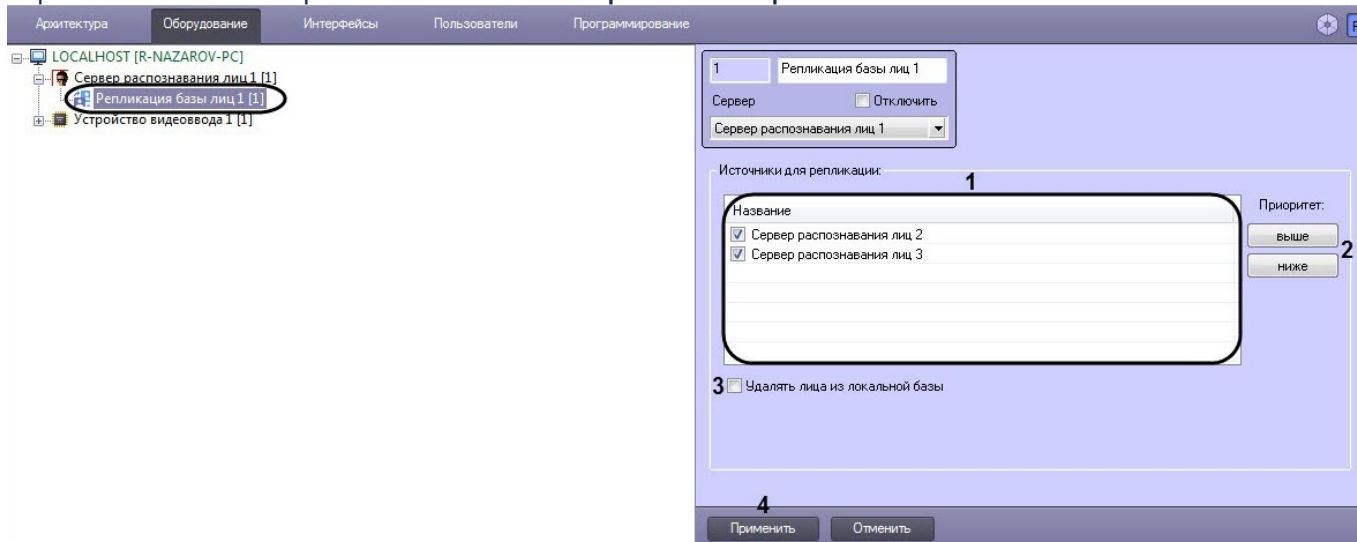 Архитектура Оборудование Интерфейсы Пользователи Программирование
LOCALHOST [R-NAZAROV-PC]
Сервер распознавания лиц 1 [1]
Репликация базы лиц 1 [1]
Устройство видеоввода 1 [1]
1 Репликация базы лиц 1
Сервер Отключить
Сервер распознавания лиц 1
Источники для репликации:
1
Название
Сервер распознавания лиц 2
Сервер распознавания лиц 3
Приоритет:
выше
2
ниже
3 Удалять лица из локальной базы
4
Применить Отменить